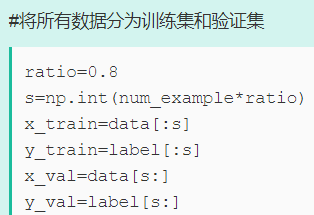 #将所有数据分为训练集和验证集
ratio=0.8
s=np.int(num_example*ratio)
x_train=data[:s]
y_train=label[:s]
x_val=data[s:]
y_val=label[s:]